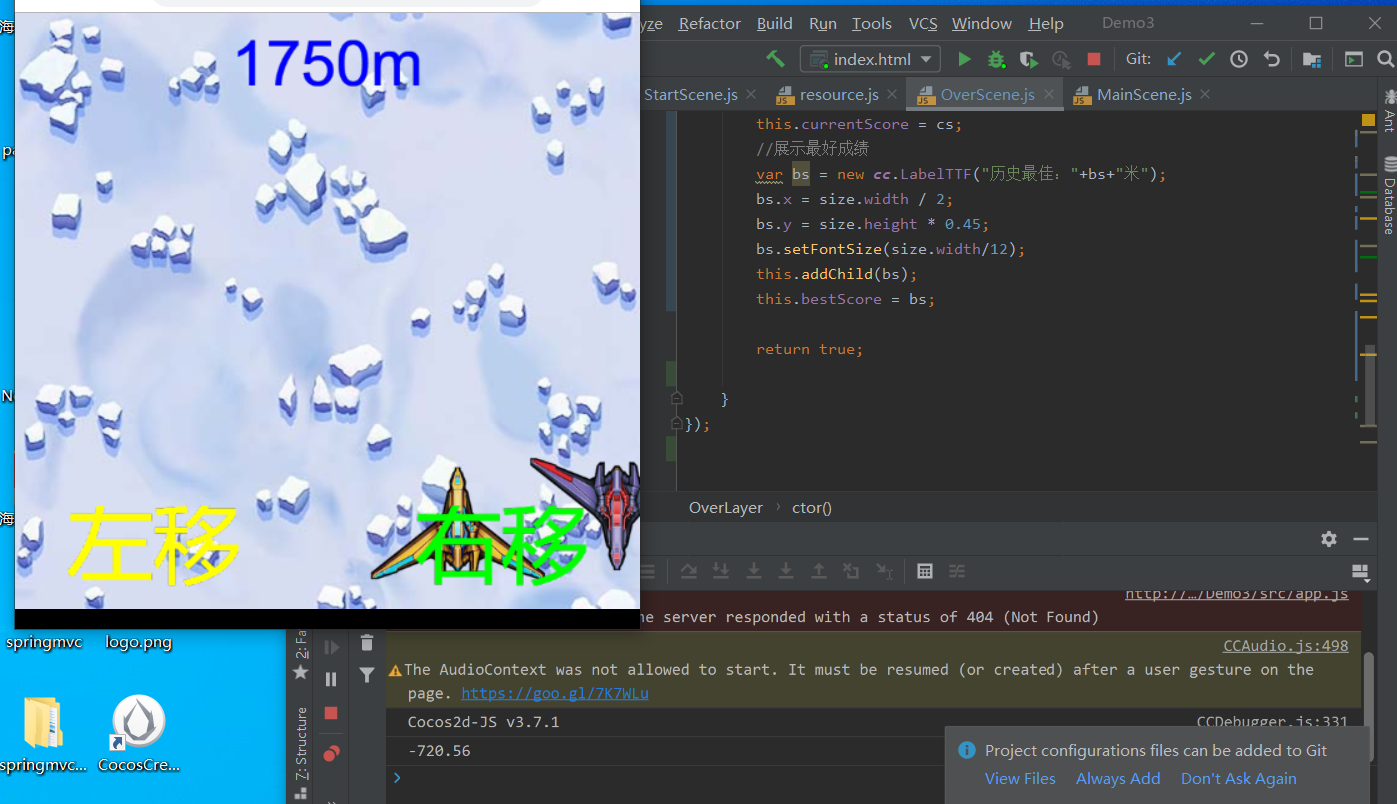 1750m
左移
右移
海
海
springmvc
logo.png
springmvc...
CocosCre...
yze Refactor Build Run Tools VCS Window Help Demo3
index.html Git:
StartScene.js resource.js OverScene.js MainScene.js
this.currentScore = cs;
//展示最好成绩
var bs = new cc.LabelTTF("历史最佳: "+bs+"米");
bs.x = size.width / 2;
bs.y = size.height * 0.45;
bs.setFontSize(size.width/12);
this.addChild(bs);
this.bestScore = bs;
return true;
}
});
Ant
Database
OverLayer › ctor()
http://…/Demo3/src/app.js
he server responded with a status of 404 (Not Found)
CCAudio.js:498
The AudioContext was not allowed to start. It must be resumed (or created) after a user gesture on the
page. https://goo.gl/7K7WLu
Cocos2d-JS v3.7.1 CCDebugger.js:331
-720.56
2: Fa
7: Structure
Project configurations files can be added to Git
View Files Always Add Don't Ask Again